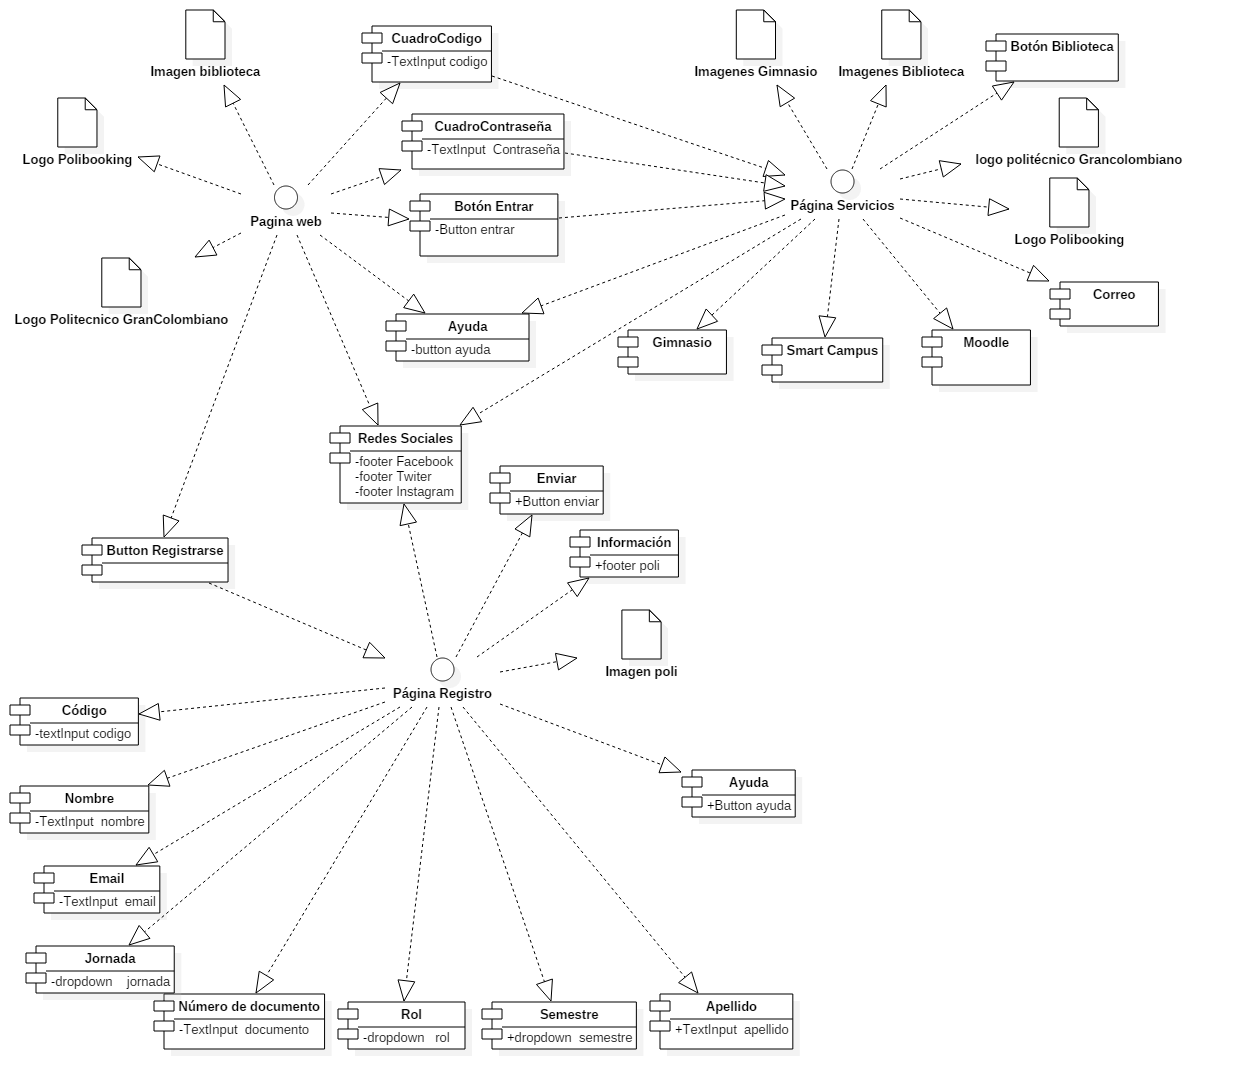 CuadroCodigo
-TextInput codigo
Imagen biblioteca
Imagenes Gimnasio
Imagenes Biblioteca
Botón Biblioteca
Logo Polibooking
CuadroContraseña
-TextInput  Contraseña
logo politécnico Grancolombiano
Pagina web
Botón Entrar
-Button entrar
Página Servicios
Logo Polibooking
Logo Politecnico GranColombiano
Ayuda
-button ayuda
Gimnasio
Smart Campus
Moodle
Correo
Redes Sociales
-footer Facebook
-footer Twiter
-footer Instagram
Enviar
+Button enviar
Button Registrarse
Información
+footer poli
Imagen poli
Página Registro
Código
-textInput codigo
Nombre
-TextInput  nombre
Ayuda
+Button ayuda
Email
-TextInput  email
Jornada
-dropdown    jornada
Número de documento
-TextInput  documento
Rol
-dropdown   rol
Semestre
+dropdown  semestre
Apellido
+TextInput  apellido